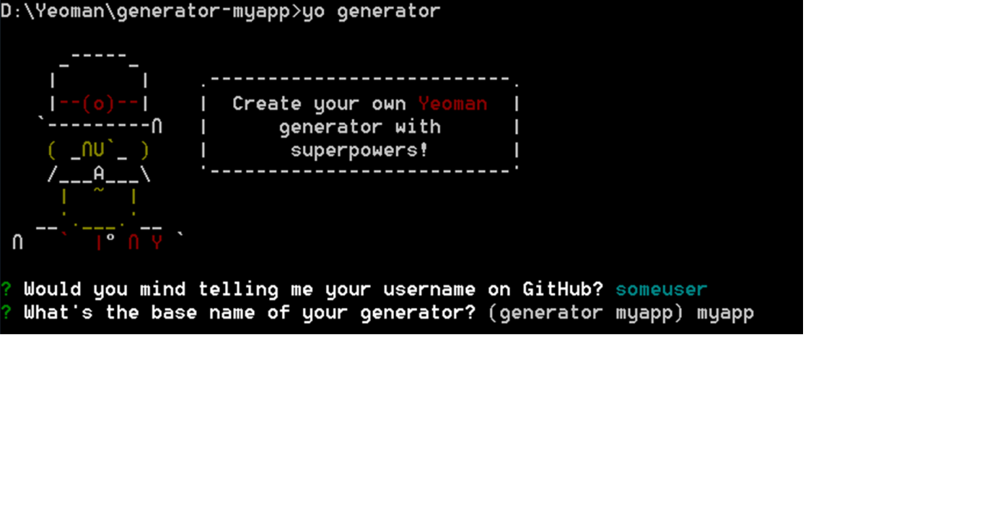 D:\Yeoman\generator-myapp>yo generator
_-----_
|       |    .--------------------------.
|--(o)--|    |  Create your own Yeoman  |
`---------∩   |      generator with      |
( _∩U`_ )    |       superpowers!       |
/___A___\    '--------------------------'
|  ~  |
__'.___.'__
∩   `  |° ∩ Y `
? Would you mind telling me your username on GitHub? someuser
? What's the base name of your generator? (generator myapp) myapp